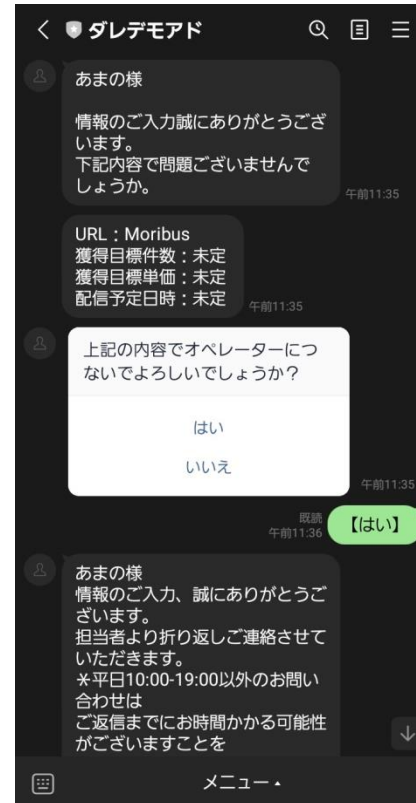 ダレデモアド
あまの様
情報のご入力誠にありがとうござ
います。
下記内容で問題ございませんで
しょうか。
午前11:35
URL：Moribus
獲得目標件数：未定
獲得目標単価：未定
配信予定日時：未定
午前11:35
上記の内容でオペレーターにつ
ないでよろしいでしょうか？
はい
いいえ
午前11:35
既読
午前11:36
【はい】
あまの様
情報のご入力、誠にありがとうご
ざいます。
担当者より折り返しご連絡させて
いただきます。
＊平日10:00-19:00以外のお問い
合わせは
ご返信までにお時間かかる可能性
がございますことを
メニュー